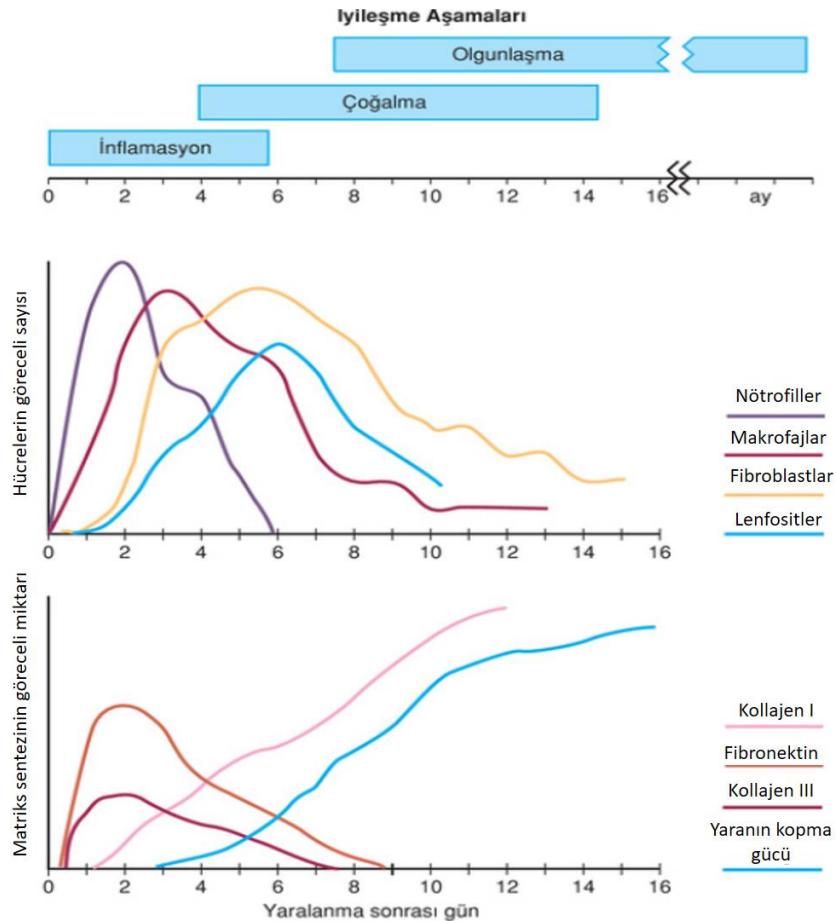 Iyileşme Aşamaları
Olgunlaşma
Çoğalma
İnflamasyon
0 2 4 6 8 10 12 14 16 ay
Hücrelerin göreceli sayısı
Nötrofiller
Makrofajlar
Fibroblastlar
Lenfositler
0 2 4 6 8 10 12 14 16
Matriks sentezinin göreceli miktarı
Kollajen I
Fibronektin
Kollajen III
Yaranın kopma
gücü
0 2 4 6 8 10 12 14 16
Yaralanma sonrası gün